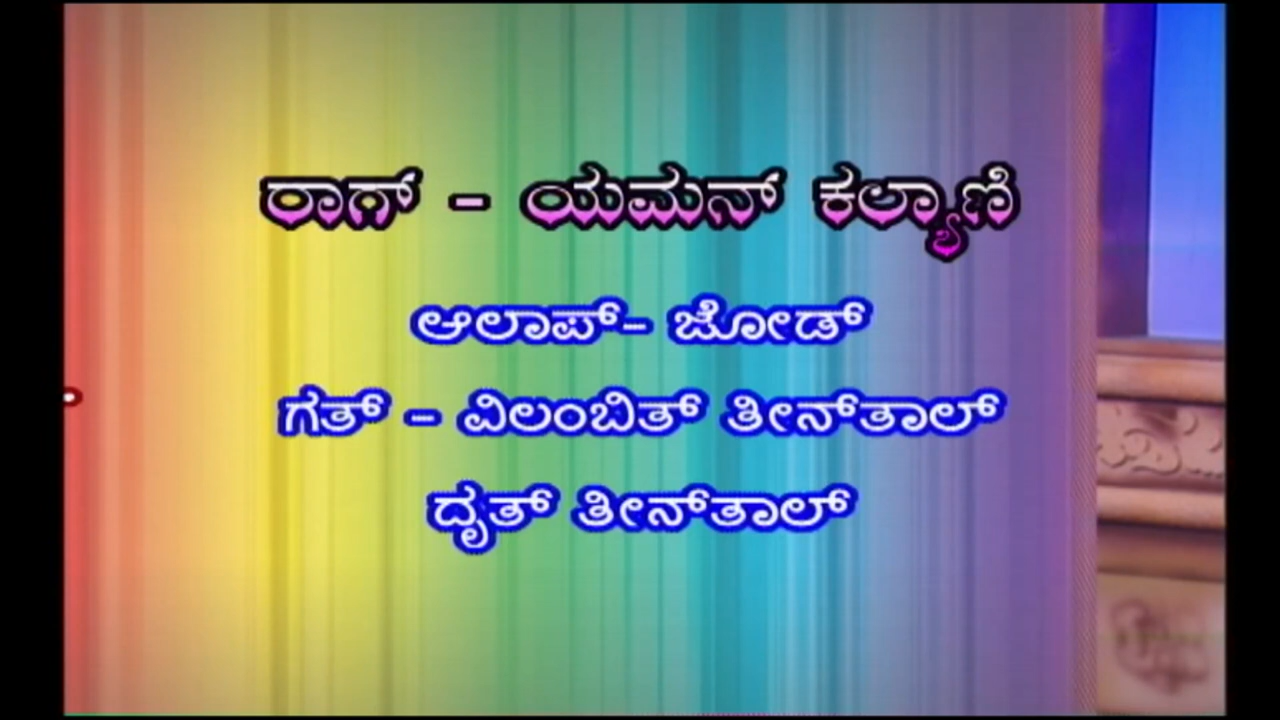 ರಾಗ್ - ಯಮನ್ ಕಲ್ಯಾಣಿ
ಆಲಾಪ್- ಜೋಡ್
ಗತ್ - ವಿಲಂಬಿತ್ ತೀನ್‌ತಾಲ್
ದೃತ್ ತೀನ್‌ತಾಲ್